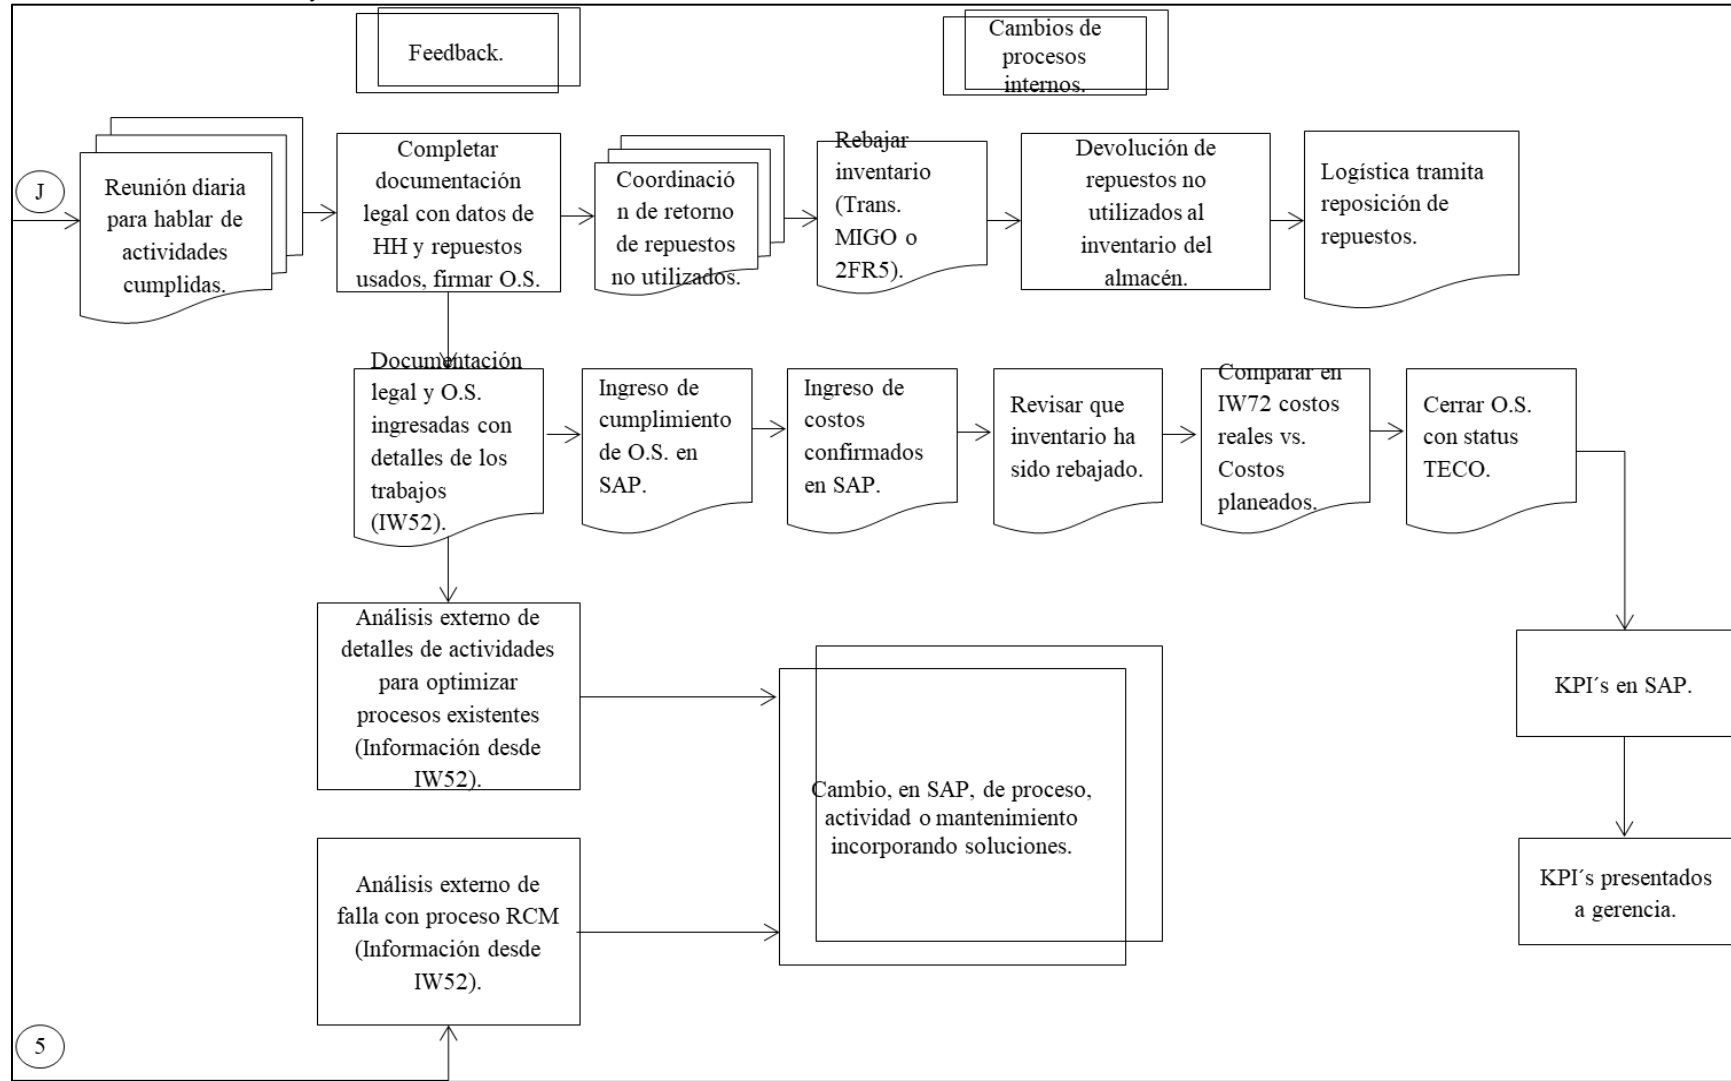 Feedback.
Cambios de
procesos
internos.
J
Reunión diaria
para hablar de
actividades
cumplidas.
Completar
documentación
legal con datos de
HH y repuestos
usados, firmar O.S.
Coordinació
n de retorno
de repuestos
no utilizados.
Rebajar
inventario
(Trans.
MIGO o
2FR5).
Devolución de
repuestos no
utilizados al
inventario del
almacén.
Logística tramita
reposición de
repuestos.
Documentación
legal y O.S.
ingresadas con
detalles de los
trabajos
(IW52).
Ingreso de
cumplimiento
de O.S. en
SAP.
Ingreso de
costos
confirmados
en SAP.
Revisar que
inventario ha
sido rebajado.
Comparar en
IW72 costos
reales vs.
Costos
planeados.
Cerrar O.S.
con status
TECO.
Análisis externo de
detalles de actividades
para optimizar
procesos existentes
(Información desde
IW52).
KPI´s en SAP.
Cambio, en SAP, de proceso,
actividad o mantenimiento
incorporando soluciones.
Análisis externo de
falla con proceso RCM
(Información desde
IW52).
KPI´s presentados
a gerencia.
5